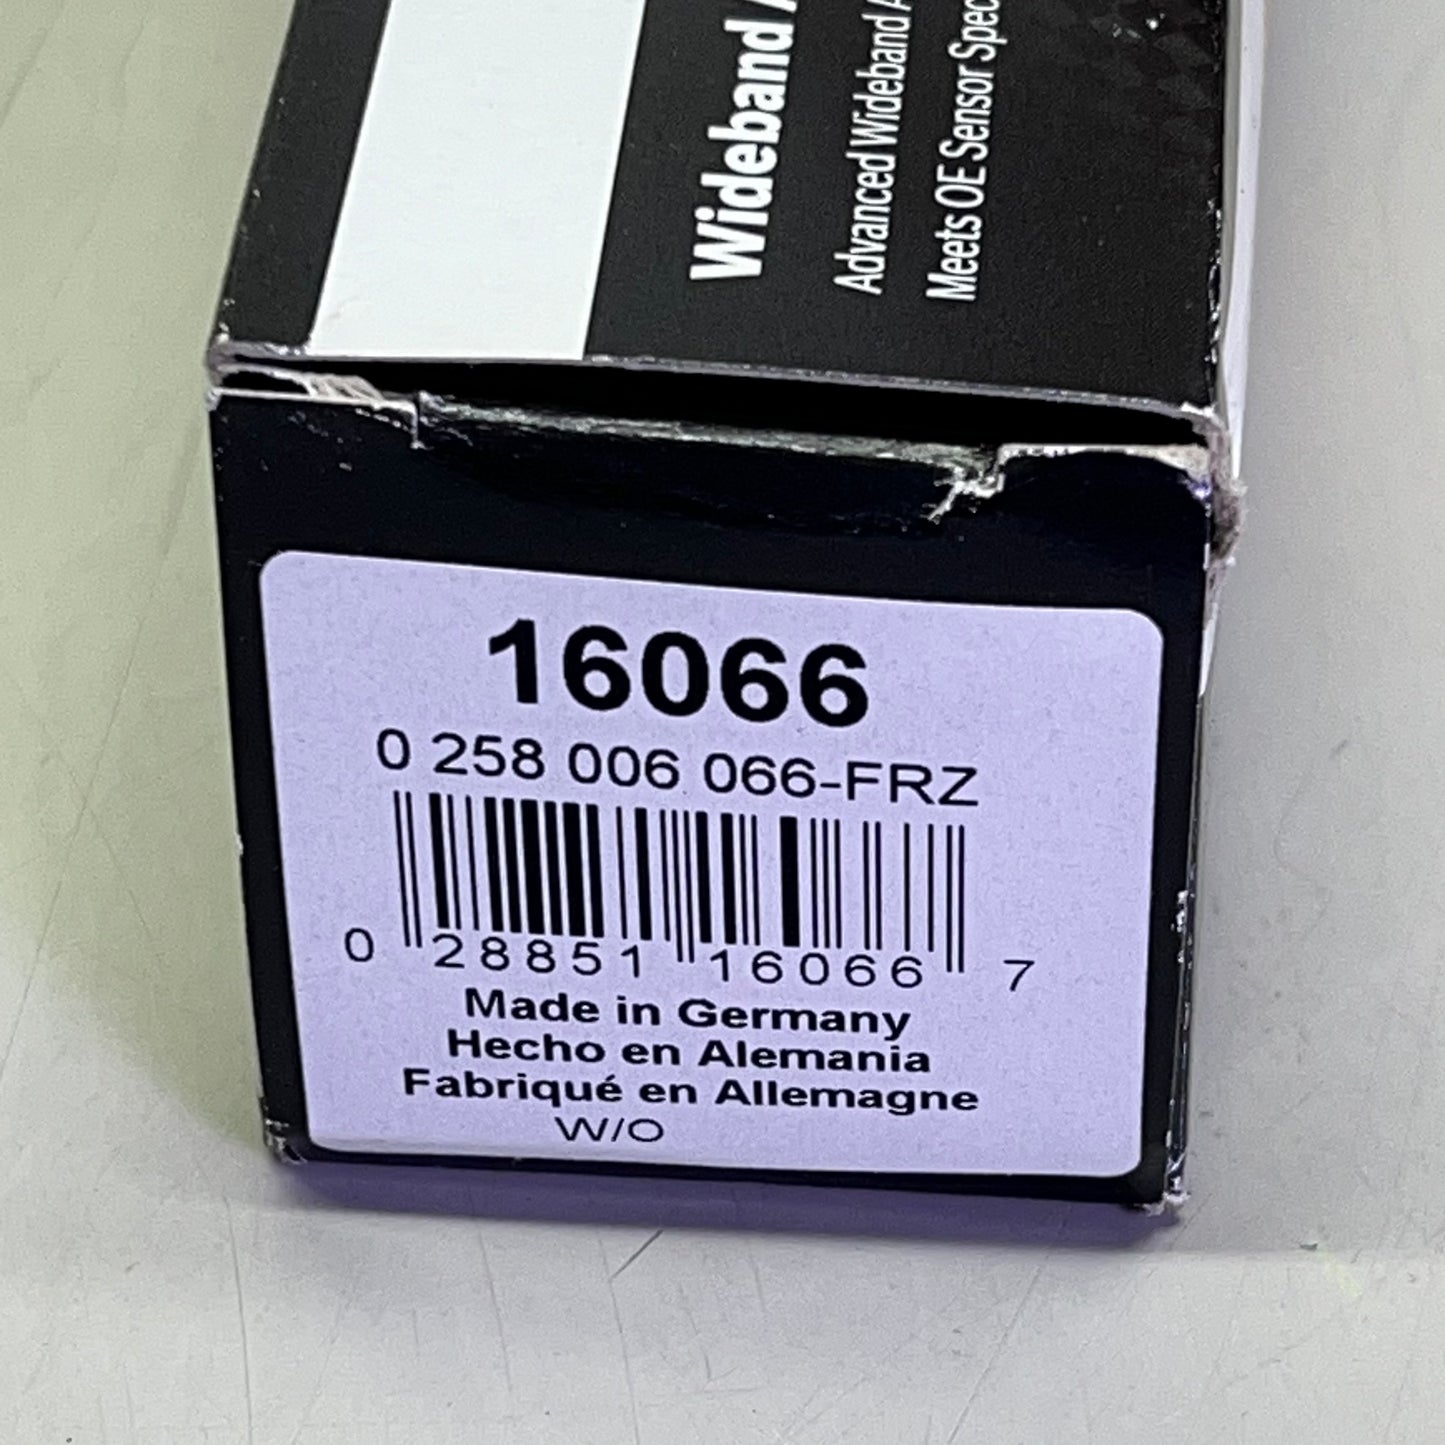 Wideband
Advanced Wideband
Meets OE Sensor
16066
0 258 006 066-FRZ
0 28851 16066 7
Made in Germany
Hecho en Alemania
Fabriqué en Allemagne
W/O